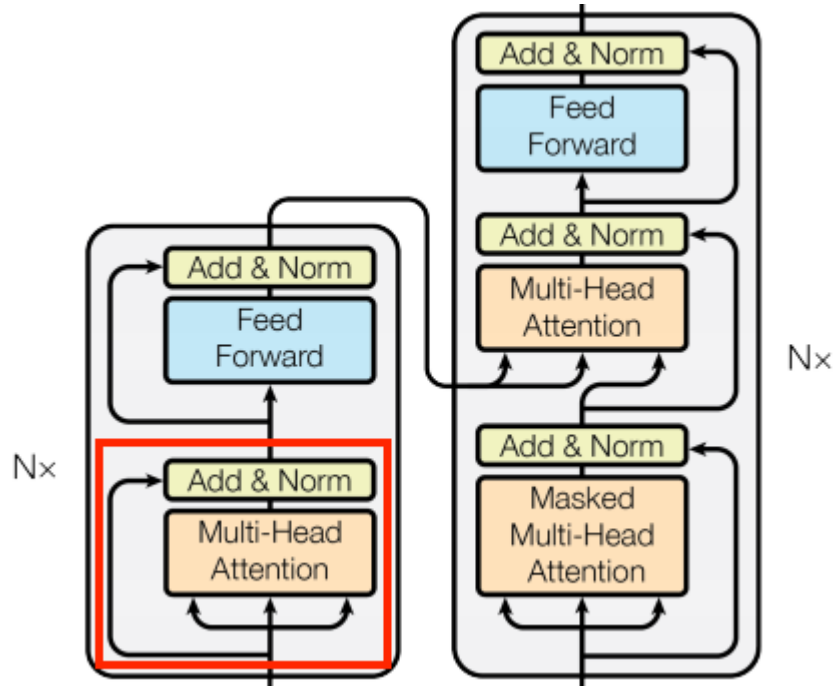 Add & Norm
Feed
Forward
Add & Norm
Multi-Head
Attention
Nx
Add & Norm
Feed
Forward
Add & Norm
Multi-Head
Attention
Add & Norm
Masked
Multi-Head
Attention
Nx